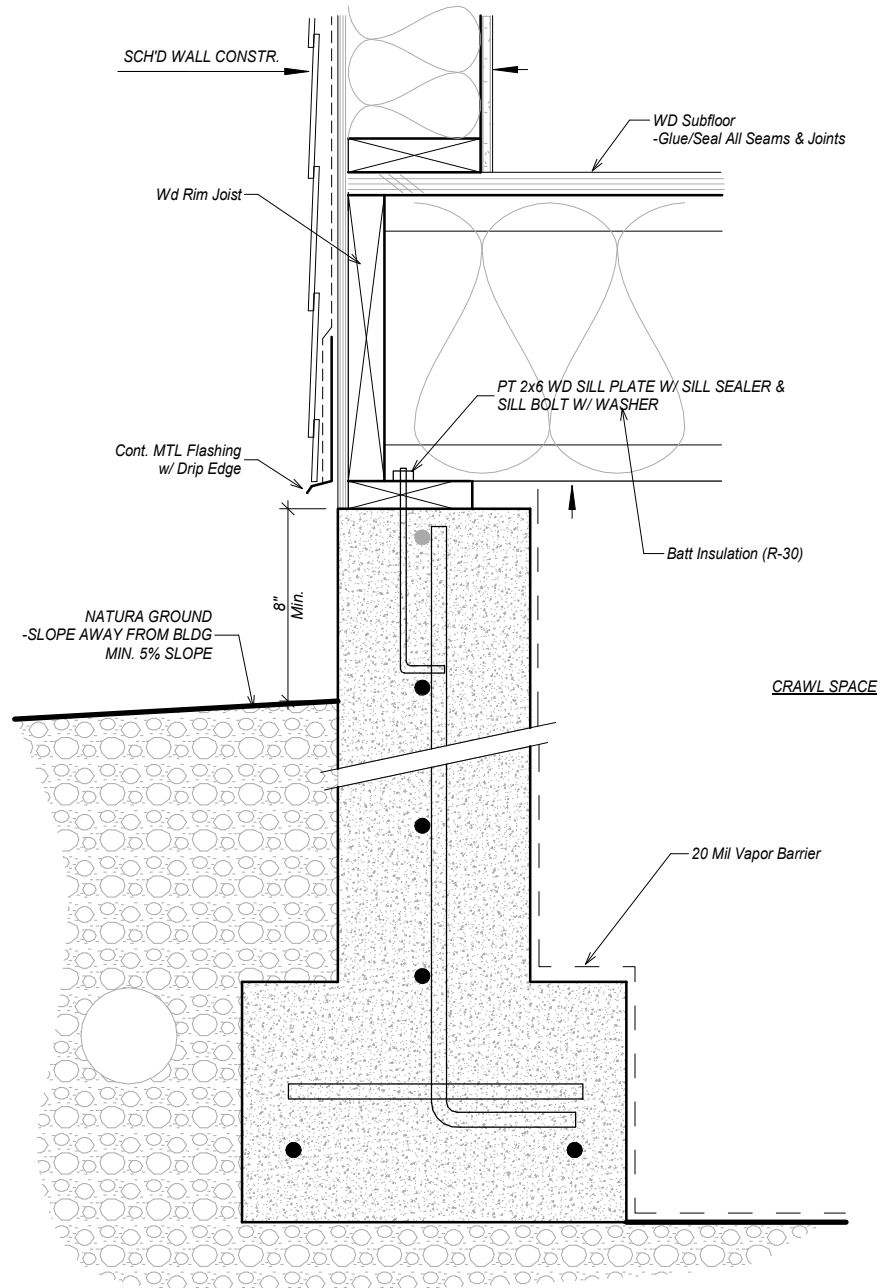 SCH'D WALL CONSTR.
WD Subfloor
-Glue/Seal All Seams & Joints
Wd Rim Joist
PT 2x6 WD SILL PLATE W/ SILL SEALER &
SILL BOLT W/ WASHER
Cont. MTL Flashing
w/ Drip Edge
Batt Insulation (R-30)
8"
Min.
NATURA GROUND
-SLOPE AWAY FROM BLDG
MIN. 5% SLOPE
CRAWL SPACE
20 Mil Vapor Barrier